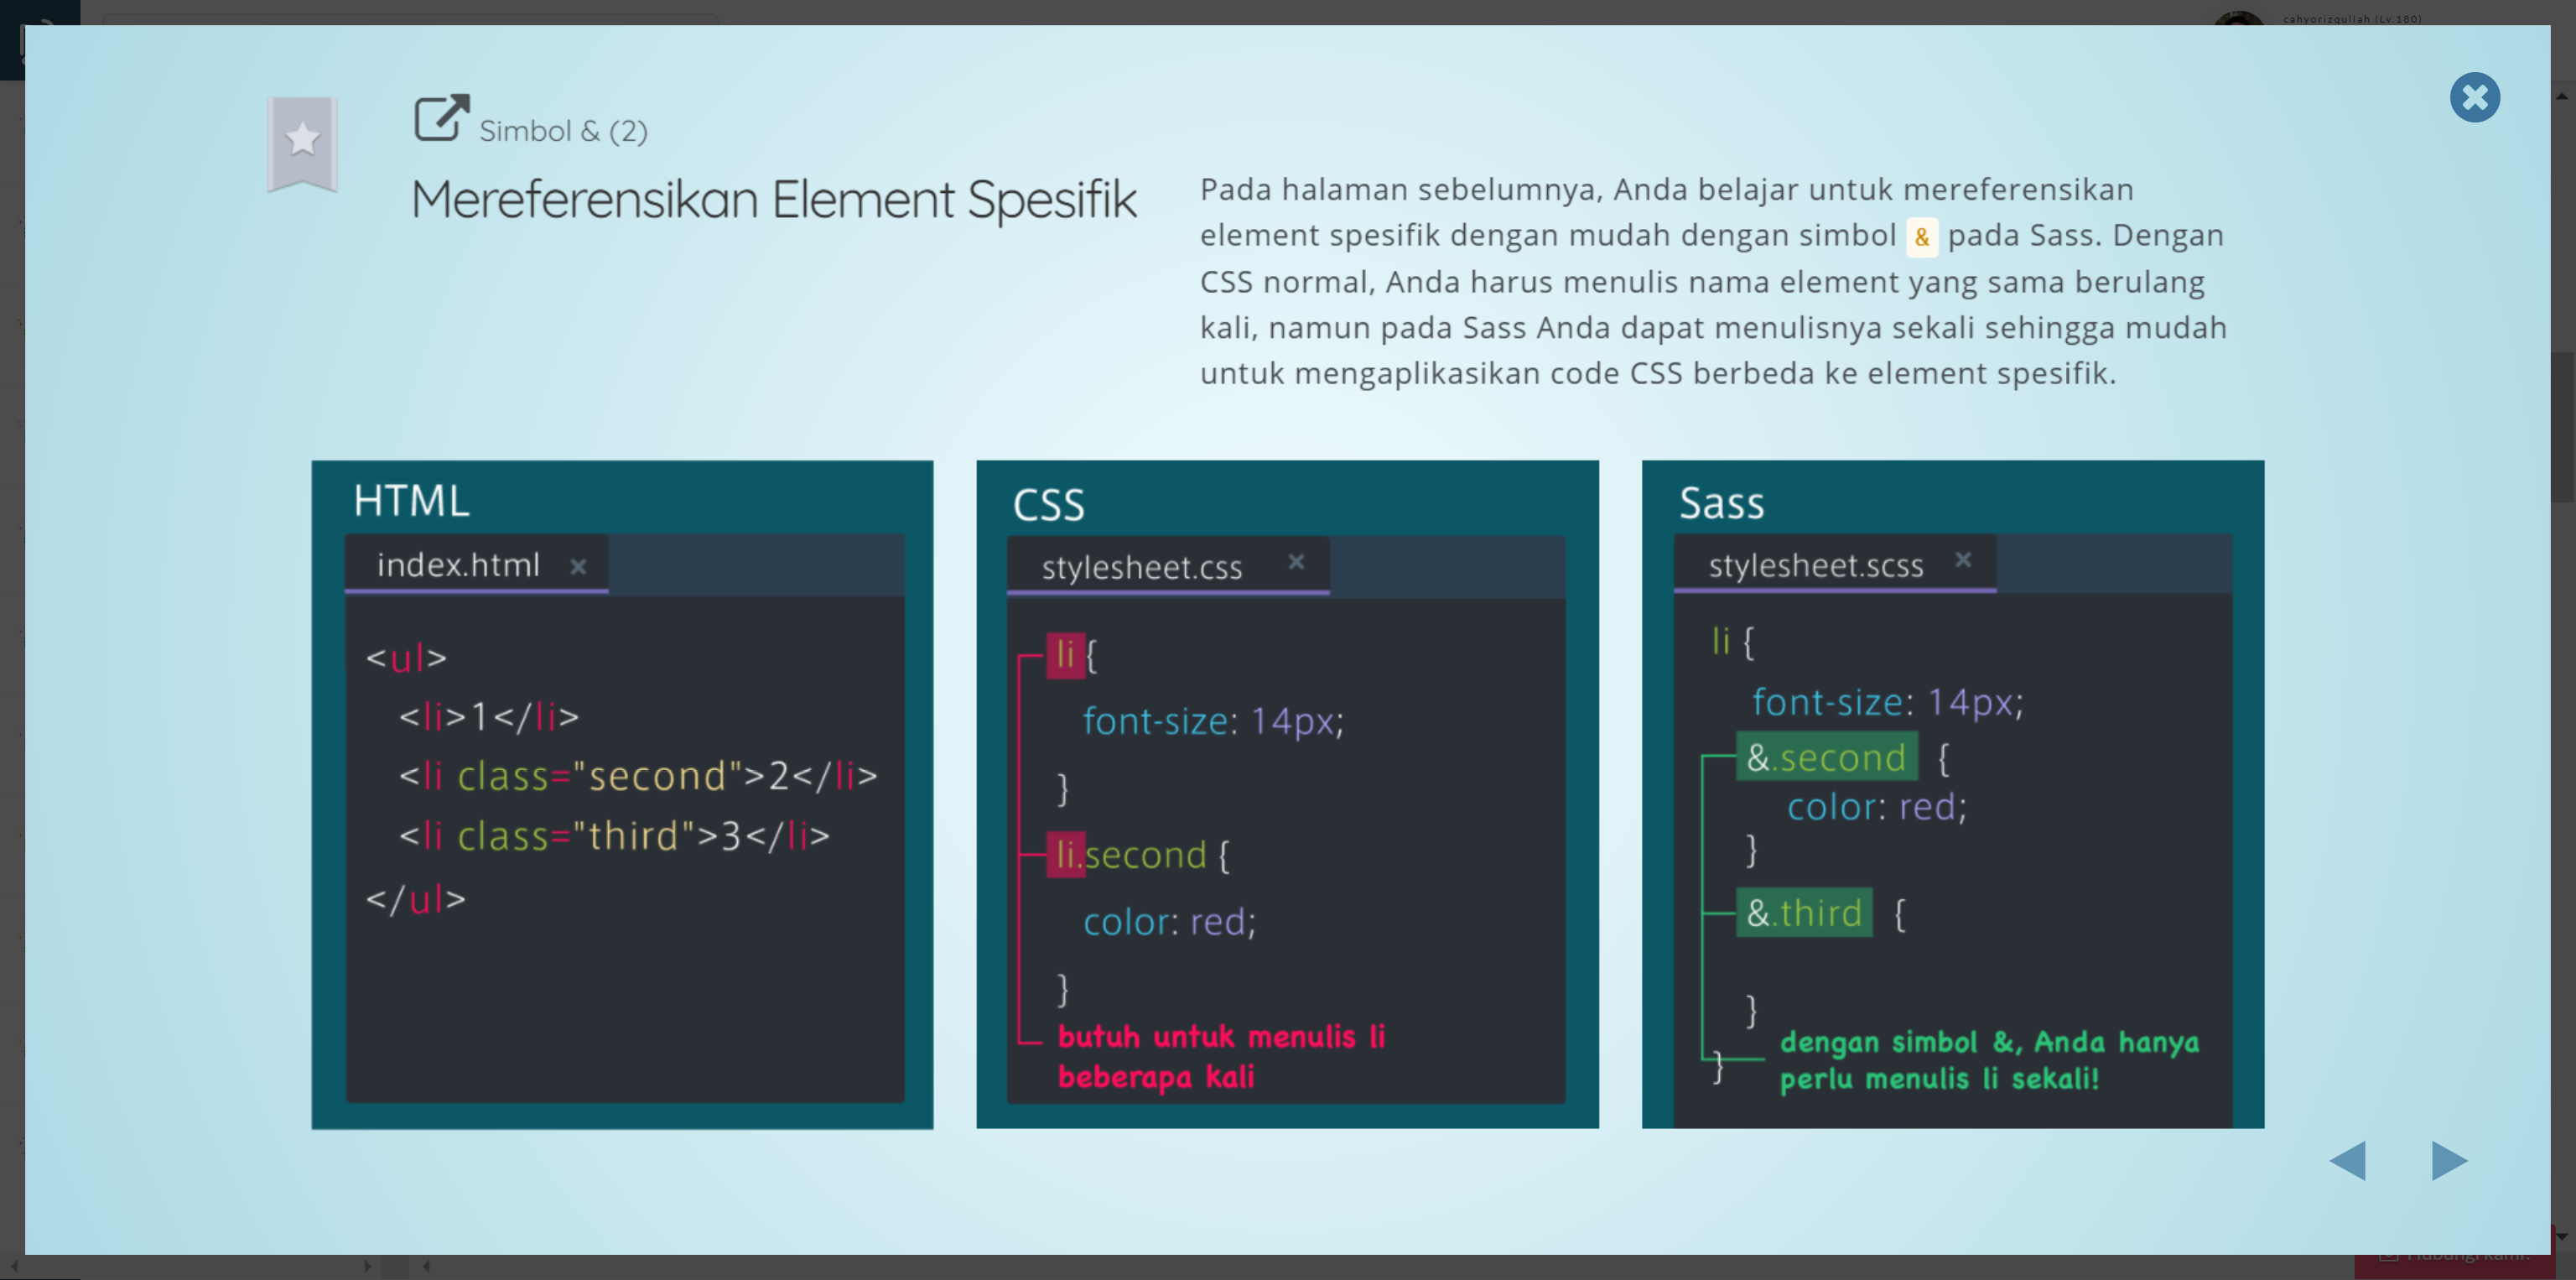 cahyorizqullah (Lv.180)
Simbol & (2)
Mereferensikan Element Spesifik
Pada halaman sebelumnya, Anda belajar untuk mereferensikan
element spesifik dengan mudah dengan simbol & pada Sass. Dengan
CSS normal, Anda harus menulis nama element yang sama berulang
kali, namun pada Sass Anda dapat menulisnya sekali sehingga mudah
untuk mengaplikasikan code CSS berbeda ke element spesifik.
HTML
index.html ×
<ul>
<li>1</li>
<li class="second">2</li>
<li class="third">3</li>
</ul>
CSS
stylesheet.css ×
li {
font-size: 14px;
}
li.second {
color: red;
}
butuh untuk menulis li
beberapa kali
Sass
stylesheet.scss ×
li {
font-size: 14px;
&.second {
color: red;
}
&.third {
}
}
dengan simbol &, Anda hanya
perlu menulis li sekali!